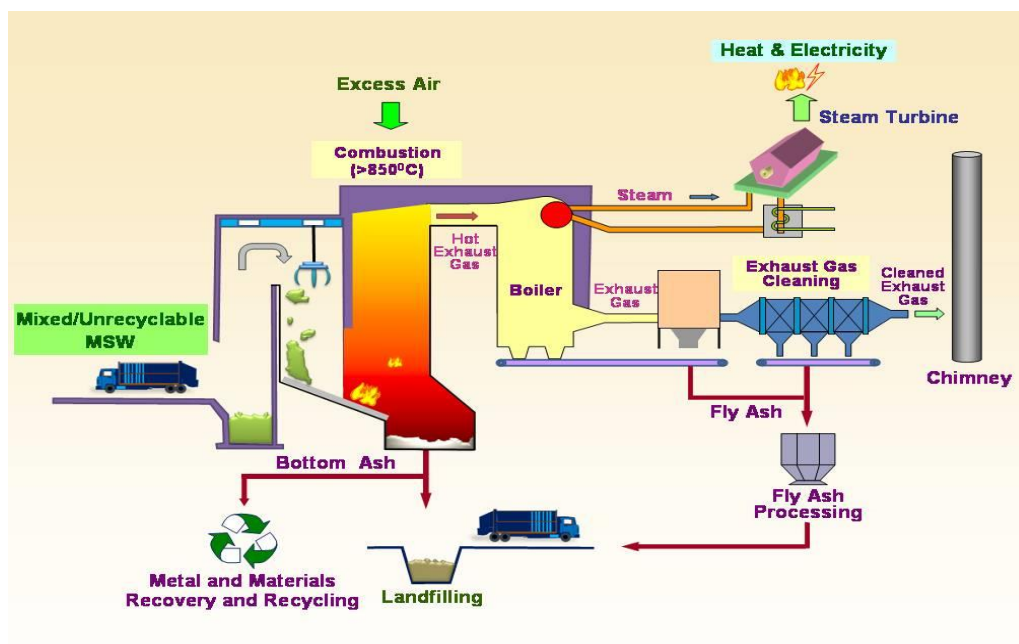 Heat & Electricity
Excess Air
Steam Turbine
Combustion
(>850⁰C)
Steam
Hot
Exhaust
Gas
Exhaust Gas
Cleaning
Cleaned
Exhaust
Gas
Boiler
Exhaust
Gas
Mixed/Unrecyclable
MSW
Chimney
Fly Ash
Bottom Ash
Fly Ash
Processing
Metal and Materials
Recovery and Recycling
Landfilling